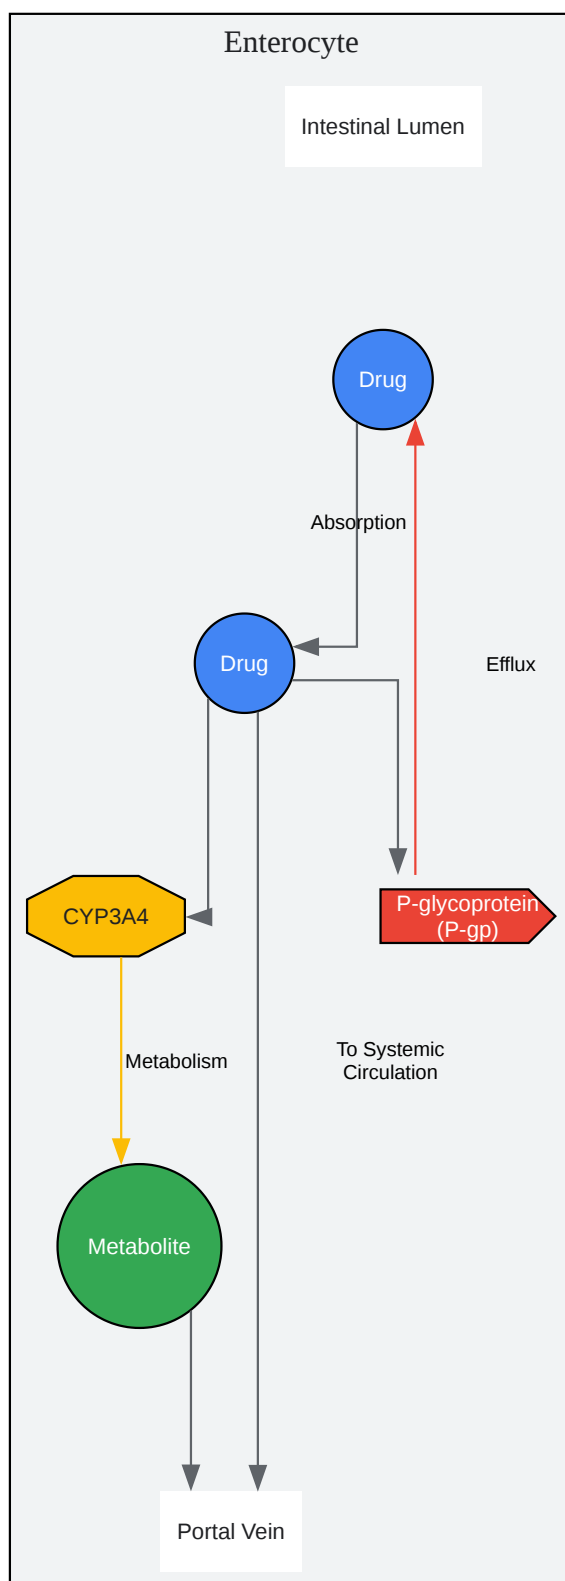 Enterocyte
Intestinal Lumen
Drug
Absorption
Drug
Efflux
CYP3A4
P-glycoprotein
(P-gp)
To Systemic
Circulation
Metabolism
Metabolite
Portal Vein